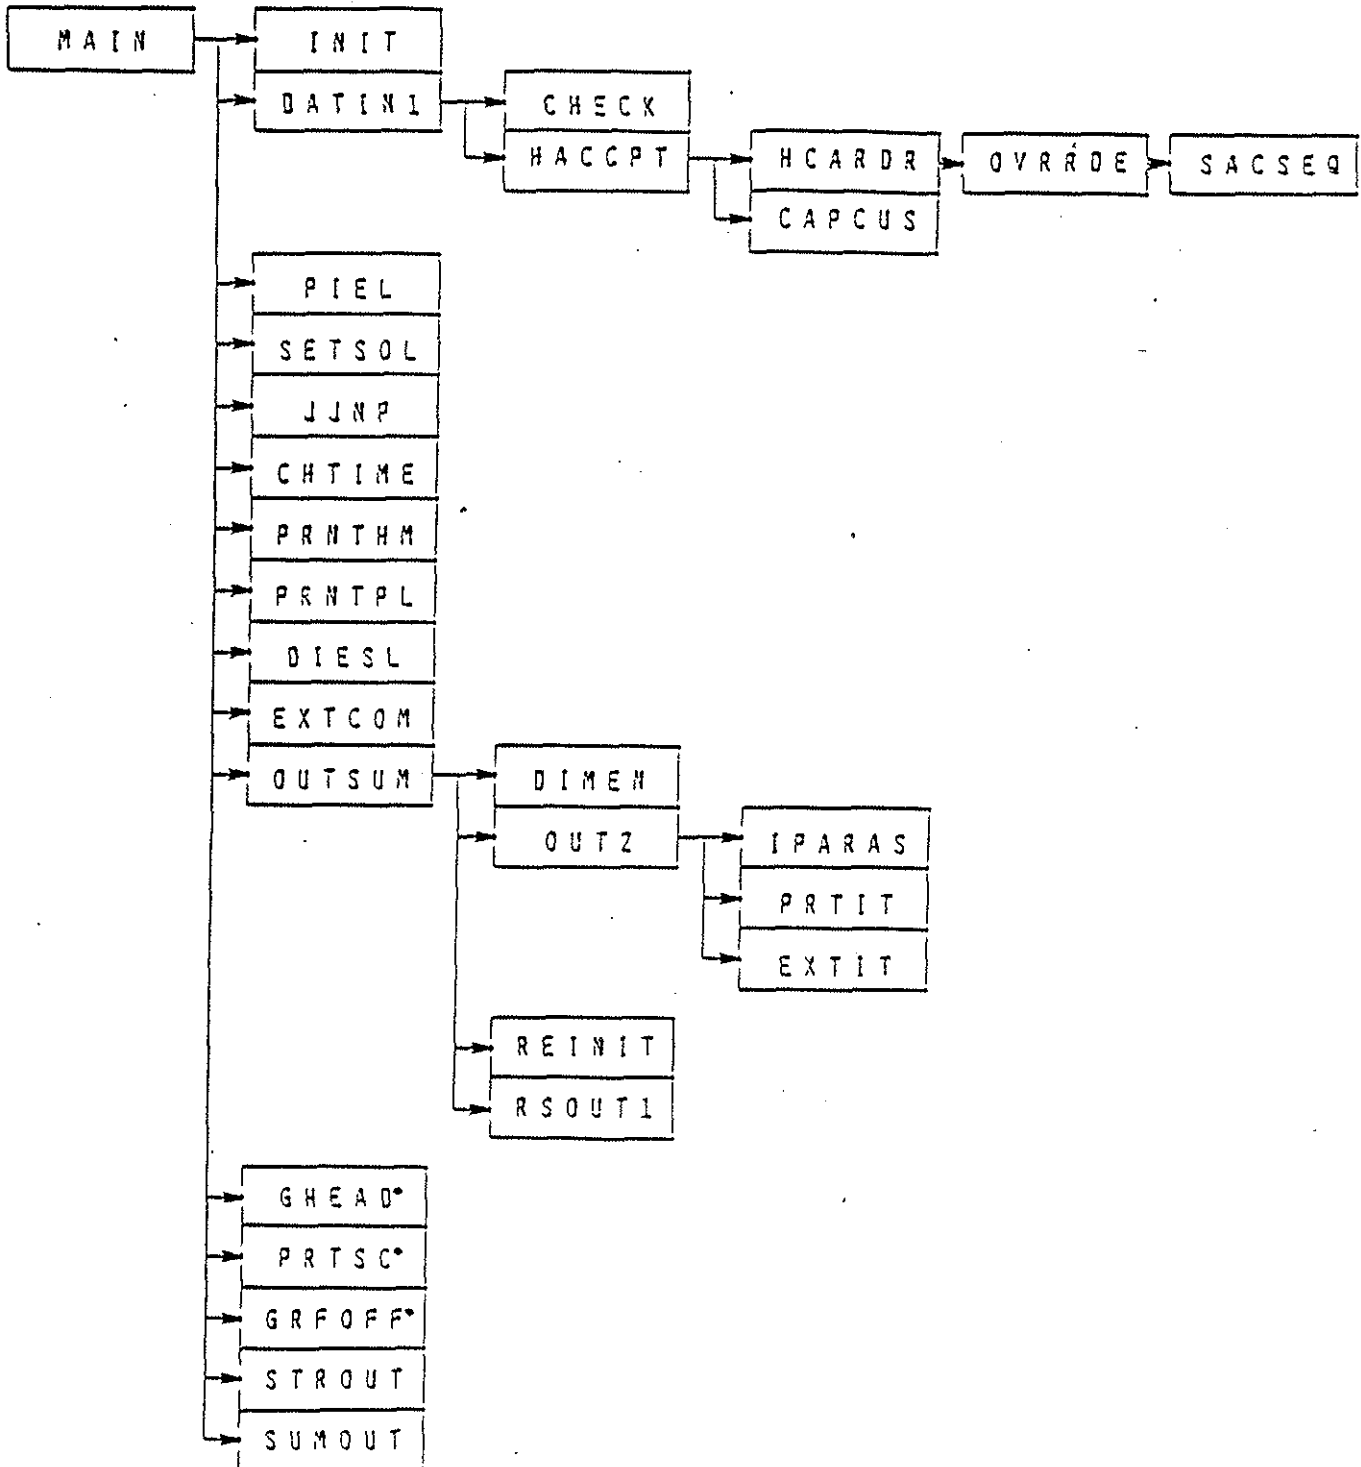 MAIN
INIT
DATIN1
CHECK
HACCPT
HCARDR
OVRRDE
SACSEQ
CAPCUS
PIEL
SETSOL
JJNP
CHTIME
PRNTHM
PRNTPL
DIESL
EXTCOM
OUTSUM
DIMEN
OUT2
IPARAS
PRTIT
EXTIT
REINIT
RSOUT1
GHEAD*
PRTSC*
GRFOFF*
STROUT
SUMOUT